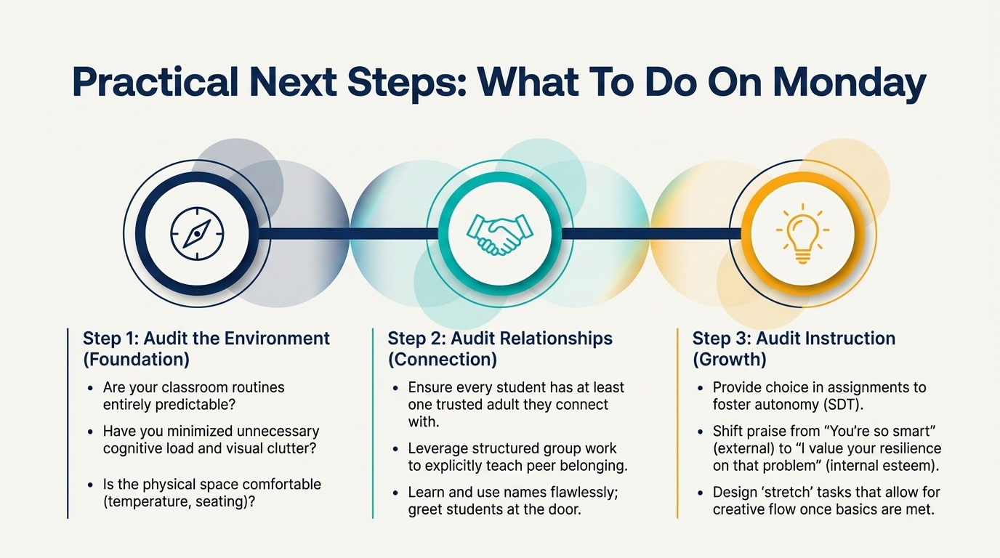 Practical Next Steps: What To Do On Monday
Step 1: Audit the Environment
(Foundation)
• Are your classroom routines
entirely predictable?
• Have you minimized unnecessary
cognitive load and visual clutter?
• Is the physical space comfortable
(temperature, seating)?
Step 2: Audit Relationships
(Connection)
• Ensure every student has at least
one trusted adult they connect
with.
• Leverage structured group work
to explicitly teach peer belonging.
• Learn and use names flawlessly;
greet students at the door.
Step 3: Audit Instruction
(Growth)
• Provide choice in assignments to
foster autonomy (SDT).
• Shift praise from “You’re so smart”
(external) to “I value your resilience
on that problem” (internal esteem).
• Design ‘stretch’ tasks that allow for
creative flow once basics are met.